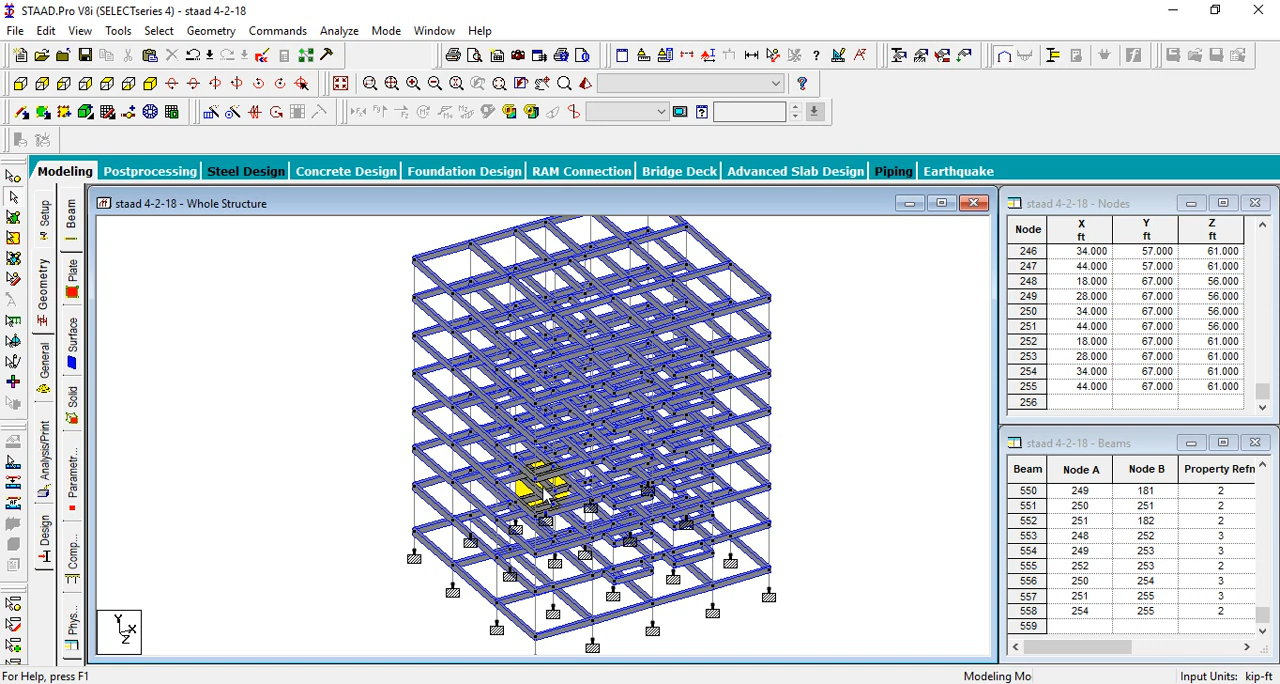 STAAD.Pro V8i (SELECTseries 4) - staad 4-2-18
File Edit View Tools Select Geometry Commands Analyze Mode Window Help
Modeling Postprocessing Steel Design Concrete Design Foundation Design RAM Connection Bridge Deck Advanced Slab Design Piping Earthquake
Setup
Geometry
General
Analysis/Print
Design
Beam
Plate
Surface
Solid
Parametr...
Comp...
Phys...
staad 4-2-18 - Whole Structure
Y
X
Z
staad 4-2-18 - Nodes
Node X ft Y ft Z ft
246 34.000 57.000 61.000
247 44.000 57.000 61.000
248 18.000 67.000 56.000
249 28.000 67.000 56.000
250 34.000 67.000 56.000
251 44.000 67.000 56.000
252 18.000 67.000 61.000
253 28.000 67.000 61.000
254 34.000 67.000 61.000
255 44.000 67.000 61.000
256
staad 4-2-18 - Beams
Beam Node A Node B Property Refn
550 249 181 2
551 250 251 2
552 251 182 2
553 248 252 3
554 249 253 3
555 252 253 2
556 250 254 3
557 251 255 3
558 254 255 2
559
For Help, press F1 Modeling Mo Input Units: kip-ft